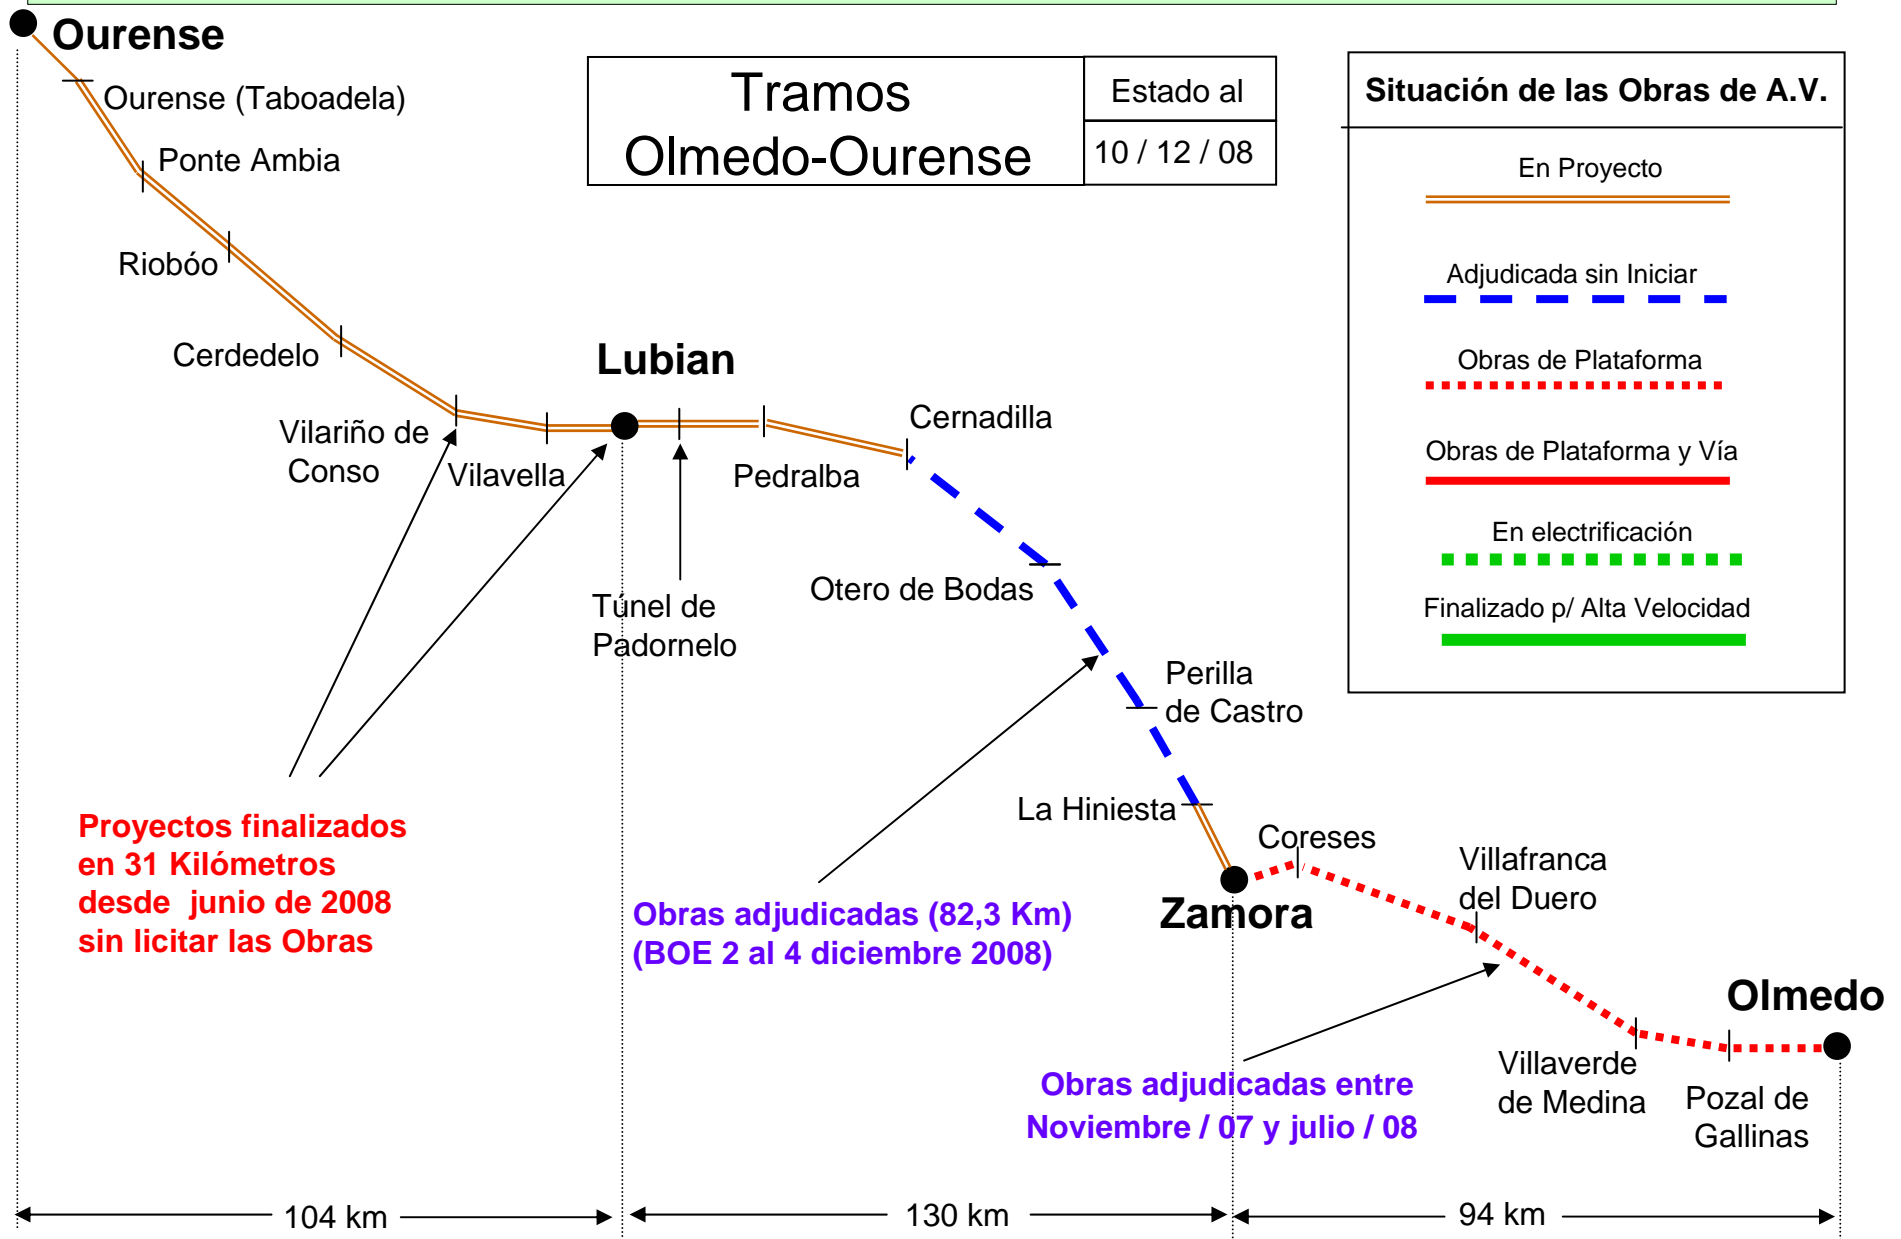 Ourense
Ourense (Taboadela)
Ponte Ambia
Riobóo
Cerdedelo
Vilariño de
Conso
Vilavella
Lubian
Túnel de
Padornelo
Pedralba
Cernadilla
Otero de Bodas
Perilla
de Castro
La Hiniesta
Zamora
Coreses
Villafranca
del Duero
Villaverde
de Medina
Pozal de
Gallinas
Olmedo
Tramos
Olmedo-Ourense
Estado al
10 / 12 / 08
Situación de las Obras de A.V.
En Proyecto
Adjudicada sin Iniciar
Obras de Plataforma
Obras de Plataforma y Vía
En electrificación
Finalizado p/ Alta Velocidad
Proyectos finalizados
en 31 Kilómetros
desde junio de 2008
sin licitar las Obras
Obras adjudicadas (82,3 Km)
(BOE 2 al 4 diciembre 2008)
Obras adjudicadas entre
Noviembre / 07 y julio / 08
104 km
130 km
94 km